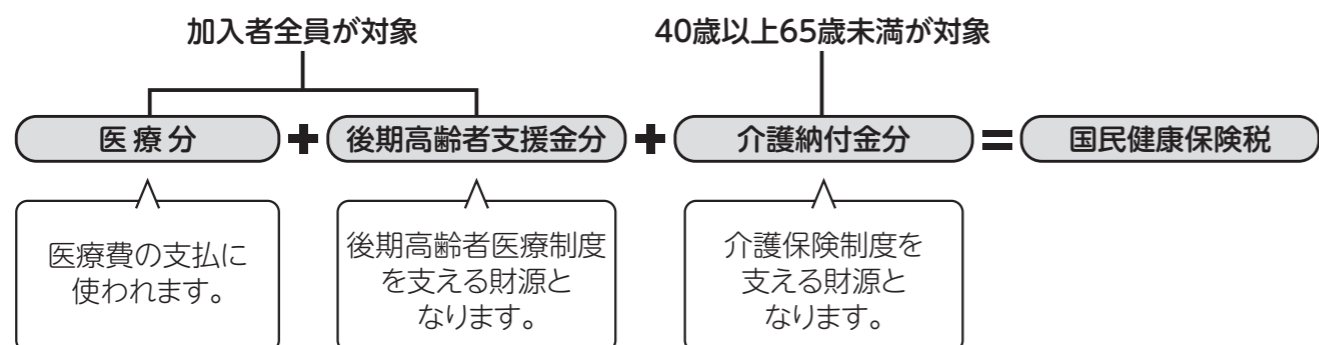 加入者全員が対象
40歳以上65歳未満が対象
医療分 + 後期高齢者支援金分 + 介護納付金分 = 国民健康保険税
医療費の支払に
使われます。
後期高齢者医療制度
を支える財源と
なります。
介護保険制度を
支える財源と
なります。